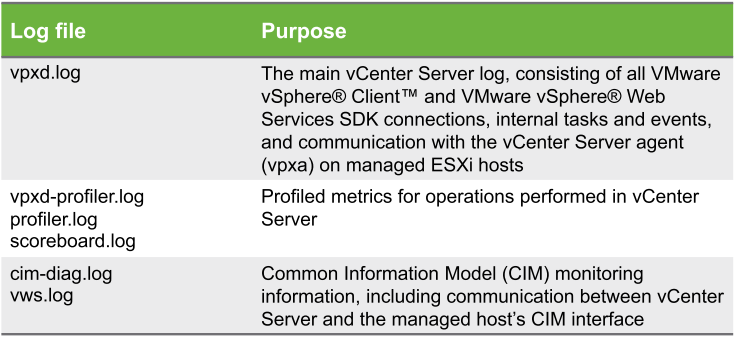 Log file Purpose
vpxd.log The main vCenter Server log, consisting of all VMware
vSphere® Client™ and VMware vSphere® Web
Services SDK connections, internal tasks and events,
and communication with the vCenter Server agent
(vpxa) on managed ESXi hosts
vpxd-profiler.log Profiled metrics for operations performed in vCenter
profiler.log Server
scoreboard.log
cim-diag.log Common Information Model (CIM) monitoring
vws.log information, including communication between vCenter
Server and the managed host’s CIM interface